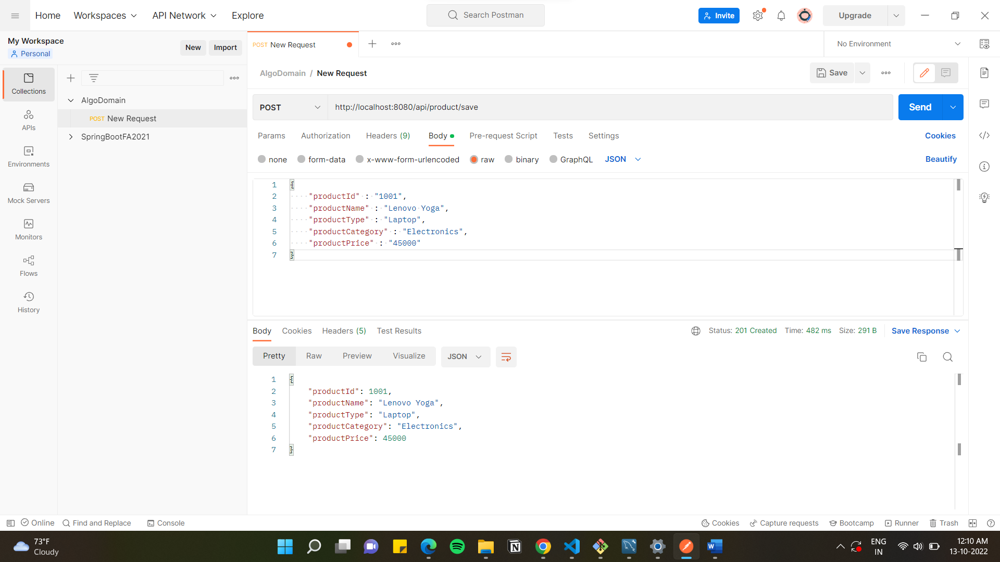 Home Workspaces API Network Explore Search Postman Invite Upgrade
My Workspace
Personal
New Import
POST New Request No Environment
AlgoDomain / New Request Save
Collections
APIs
Environments
Mock Servers
Monitors
Flows
History
AlgoDomain
POST New Request
SpringBootFA2021
POST http://localhost:8080/api/product/save Send
Params Authorization Headers (9) Body Pre-request Script Tests Settings Cookies
none form-data x-www-form-urlencoded raw binary GraphQL JSON Beautify
1 {
2 "productId" : "1001",
3 "productName" : "Lenovo Yoga",
4 "productType" : "Laptop",
5 "productCategory" : "Electronics",
6 "productPrice" : "45000"
7 }
Body Cookies Headers (5) Test Results Status: 201 Created Time: 482 ms Size: 291 B Save Response
Pretty Raw Preview Visualize JSON
1 {
2 "productId": 1001,
3 "productName": "Lenovo Yoga",
4 "productType": "Laptop",
5 "productCategory": "Electronics",
6 "productPrice": 45000
7 }
Online Find and Replace Console Cookies Capture requests Bootcamp Runner Trash
73°F
Cloudy
ENG
IN
12:10 AM
13-10-2022